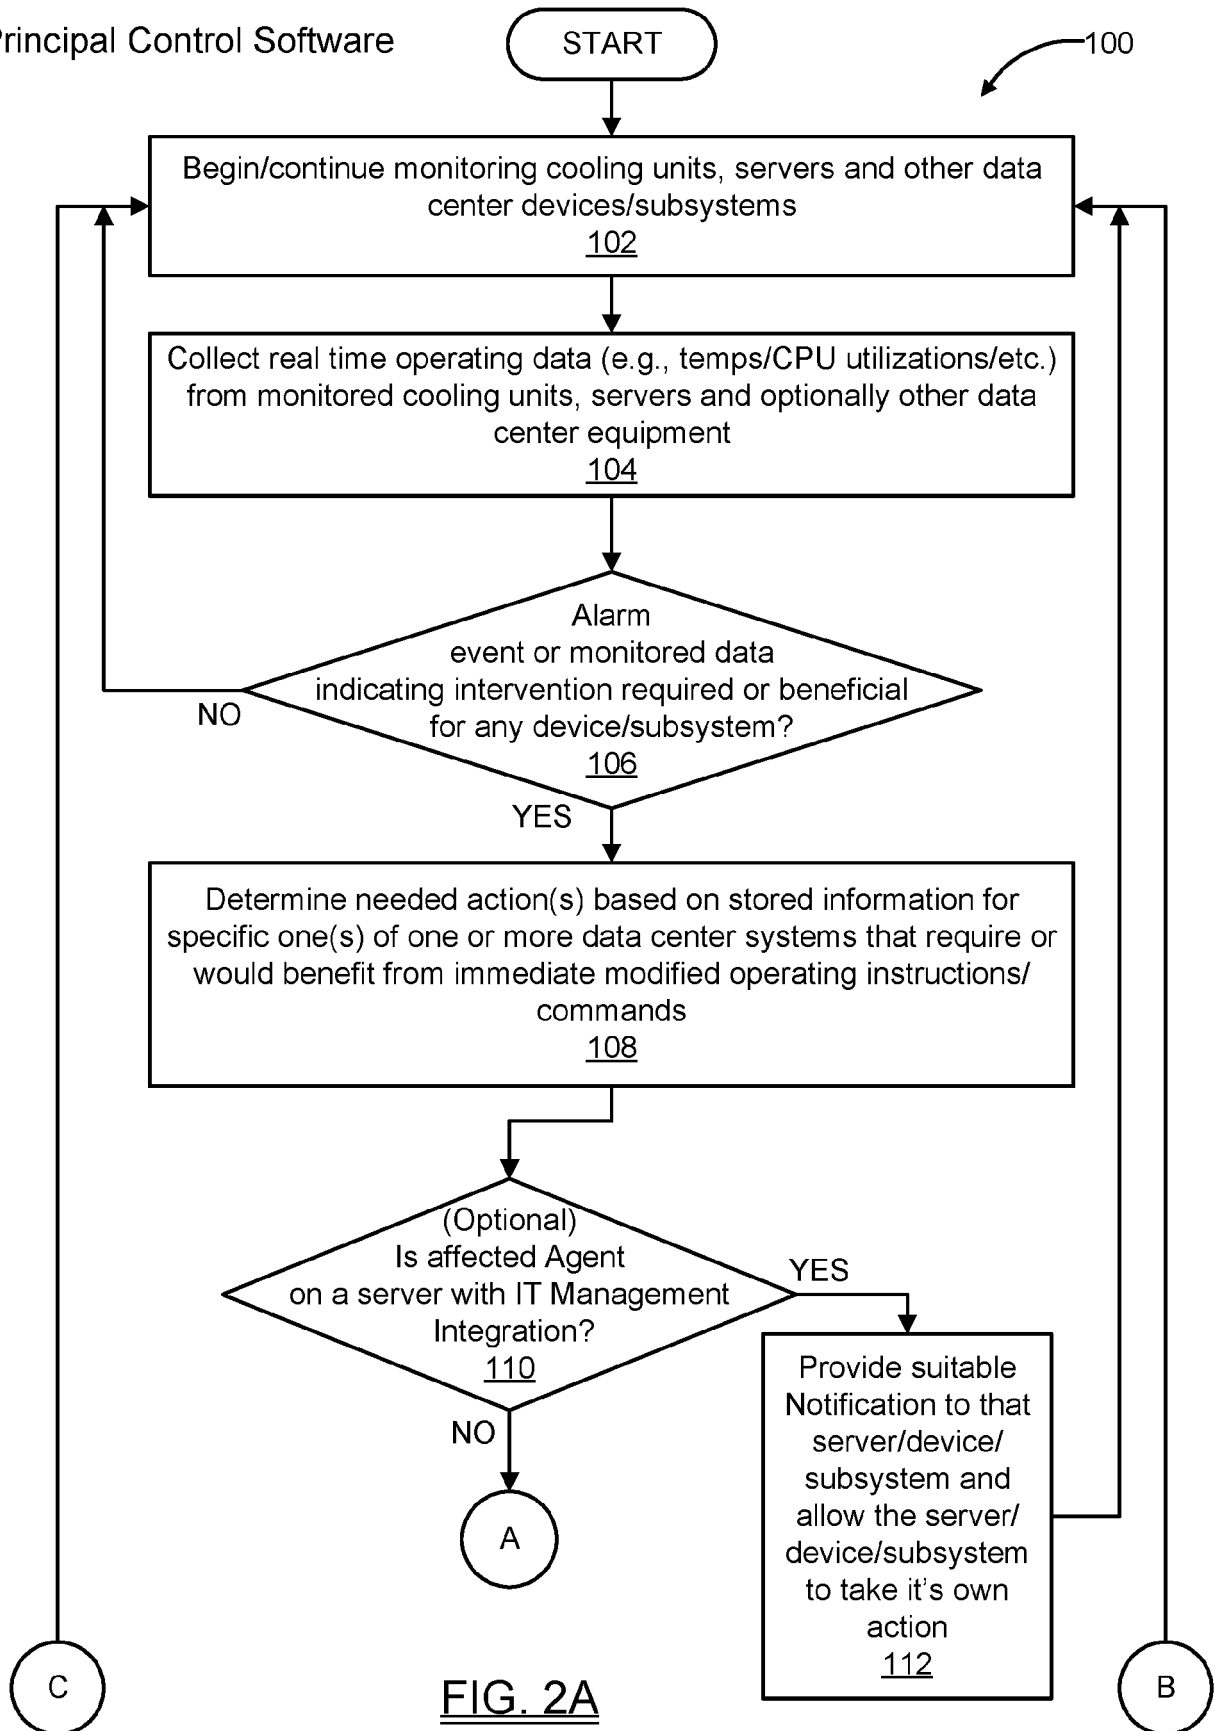 Principal Control Software
START
100
Begin/continue monitoring cooling units, servers and other data
center devices/subsystems
102
Collect real time operating data (e.g., temps/CPU utilizations/etc.)
from monitored cooling units, servers and optionally other data
center equipment
104
Alarm
event or monitored data
indicating intervention required or beneficial
for any device/subsystem?
106
NO
YES
Determine needed action(s) based on stored information for
specific one(s) of one or more data center systems that require or
would benefit from immediate modified operating instructions/
commands
108
(Optional)
Is affected Agent
on a server with IT Management
Integration?
110
YES
NO
Provide suitable
Notification to that
server/device/
subsystem and
allow the server/
device/subsystem
to take it's own
action
112
A
C
B
FIG. 2A